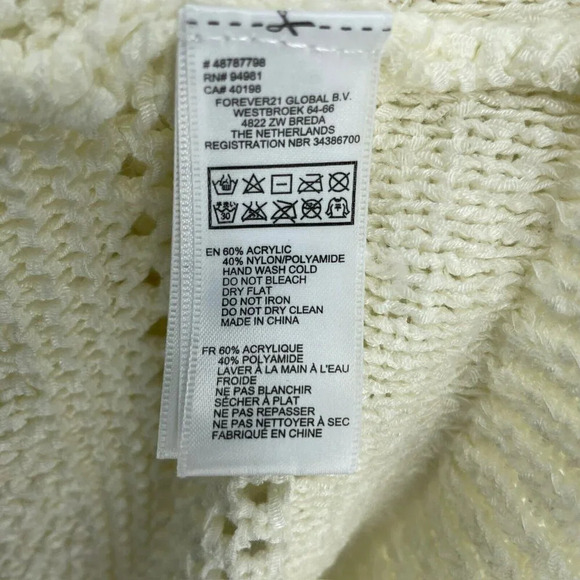 # 48787798
RN# 94981
CA# 40198
FOREVER21 GLOBAL B.V.
WESTBROEK 64-66
4822 ZW BREDA
THE NETHERLANDS
REGISTRATION NBR 34386700
EN 60% ACRYLIC
40% NYLON/POLYAMIDE
HAND WASH COLD
DO NOT BLEACH
DRY FLAT
DO NOT IRON
DO NOT DRY CLEAN
MADE IN CHINA
FR 60% ACRYLIQUE
40% POLYAMIDE
LAVER À LA MAIN À L'EAU
FROIDE
NE PAS BLANCHIR
SÉCHER À PLAT
NE PAS REPASSER
NE PAS NETTOYER À SEC
FABRIQUÉ EN CHINE